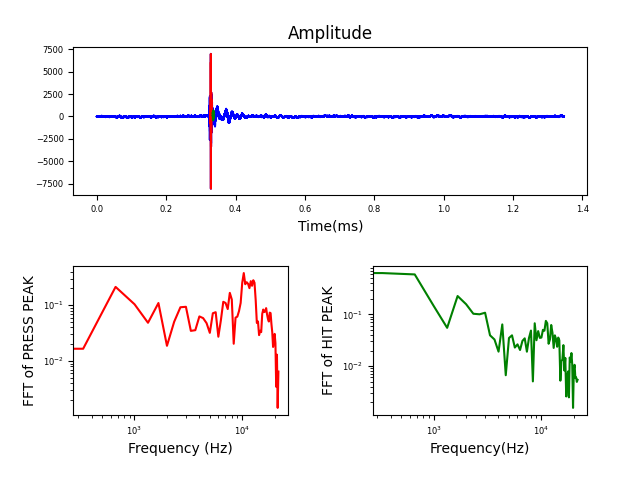 Amplitude
7500
5000
2500
0
−2500
−5000
−7500
0.0 0.2 0.4 0.6 0.8 1.0 1.2 1.4
Time(ms)
FFT of PRESS PEAK
10⁻¹
10⁻²
10³ 10⁴
Frequency (Hz)
FFT of HIT PEAK
10⁻¹
10⁻²
10³ 10⁴
Frequency(Hz)